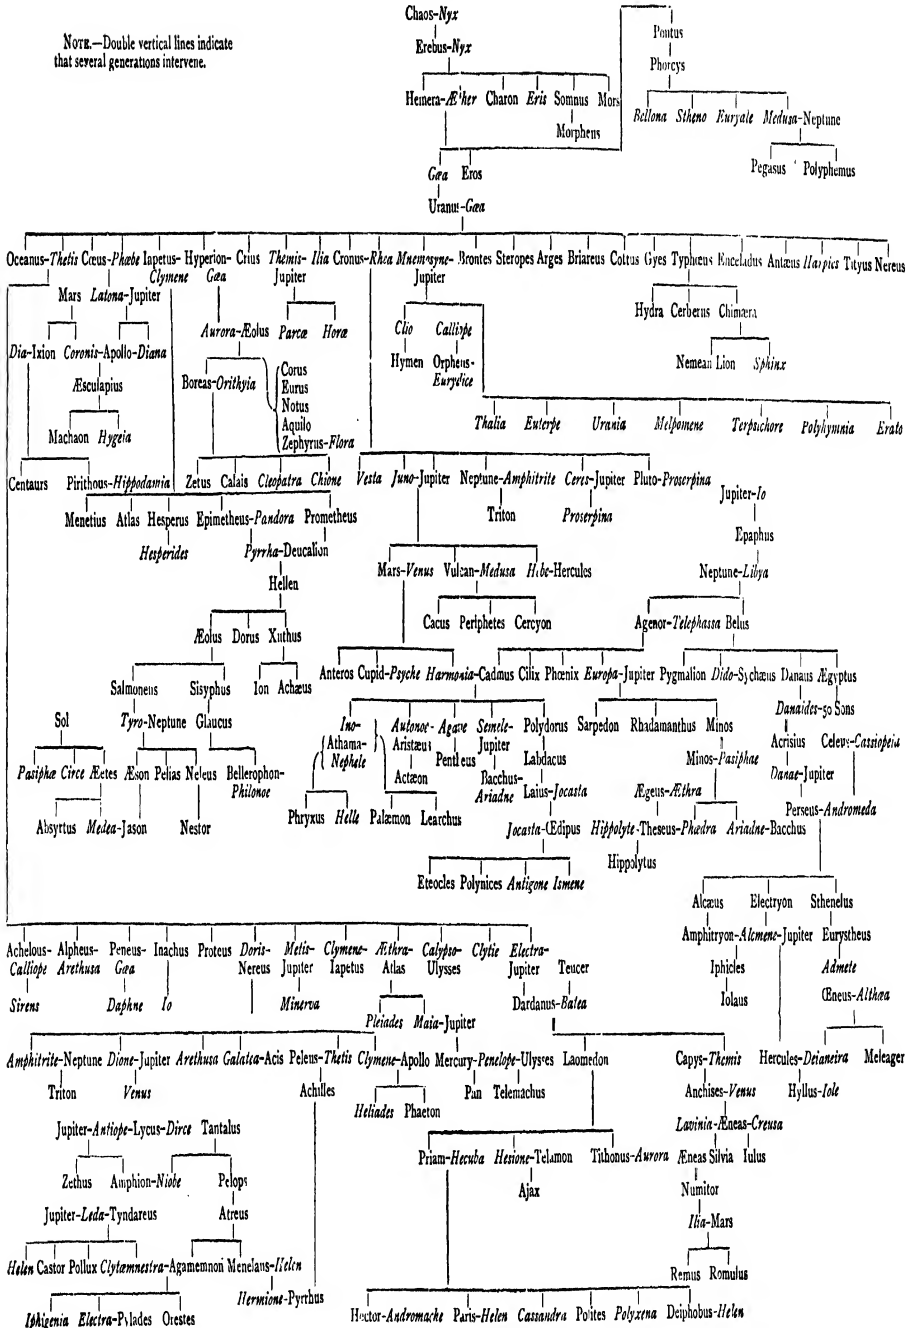 NOTE.—Double vertical lines indicate
that several generations intervene.
Chaos-Nyx
Erebus-Nyx
Hemera-Æther Charon Eris Somnus Mors
Morpheus
Pontus
Phorcys
Bellona Stheno Euryale Medusa-Neptune
Pegasus Polyphemus
Gæa Eros
Uranus-Gæa
Oceanus-Thetis Cœus-Phœbe Iapetus- Hyperion- Crius Themis- Ilia Cronus-Rhea Mnemosyne- Brontes Steropes Arges Briareus Cottus Gyes Typhœus Enceladus Antæus Harpies Tityus Nereus
Clymene Gæa Jupiter Jupiter
Mars Latona-Jupiter
Hydra Cerberus Chimæra
Aurora-Æolus Parcæ Horæ Clio Calliope
Dia-Ixion Coronis-Apollo-Diana
Hymen Orpheus-
Eurydice
Nemean Lion Sphinx
Æsculapius
Boreas-Orithyia
Corus
Eurus
Notus
Aquilo
Zephyrus-Flora
Machaon Hygeia
Thalia Euterpe Urania Melpomene Terpsichore Polyhymnia Erato
Centaurs Pirithous-Hippodamia Zetus Calais Cleopatra Chione Vesta Juno-Jupiter Neptune-Amphitrite Ceres-Jupiter Pluto-Proserpina
Jupiter-Io
Menetius Atlas Hesperus Epimetheus-Pandora Prometheus
Triton Proserpina
Epaphus
Hesperides Pyrrha-Deucalion
Mars-Venus Vulcan-Medusa Hebe-Hercules
Neptune-Libya
Hellen
Cacus Periphetes Cercyon
Agenor-Telephassa Belus
Æolus Dorus Xuthus
Anteros Cupid-Psyche Harmonia-Cadmus Cilix Phœnix Europa-Jupiter Pygmalion Dido-Sychæus Danaus Ægyptus
Salmoneus Sisyphus Ion Achæus
Danaides-50 Sons
Sol Tyro-Neptune Glaucus
Ino- Autonoe- Agave- Semele- Polydorus Sarpedon Rhadamanthus Minos
Athama- Aristæus Pentheus Jupiter Labdacus
Nephele Actæon Bacchus- Laius-Jocasta
Ariadne
Minos-Pasiphae
Acrisius Celeus-Cassiopeia
Danae-Jupiter
Pasiphæ Circe Æetes Æson Pelias Neleus Bellerophon-
Philonoe
Ægeus-Æthra
Perseus-Andromeda
Absyrtus Medea-Jason Nestor
Phryxus Helle Palæmon Learchus
Jocasta-Œdipus Hippolyte-Theseus-Phædra Ariadne-Bacchus
Hippolytus
Eteocles Polynices Antigone Ismene
Alcæus Electryon Sthenelus
Amphitryon-Alcmene-Jupiter Eurystheus
Iphicles Admete
Iolaus Œneus-Althæa
Achelous- Alpheus- Peneus- Inachus Proteus Doris- Metis- Clymene- Æthra- Calypso- Clytie Electra-
Calliope Arethusa Gæa Nereus Jupiter Iapetus Atlas Ulysses Jupiter Teucer
Sirens Daphne Io Minerva Dardanus-Batea
Pleiades Maia-Jupiter
Amphitrite-Neptune Dione-Jupiter Arethusa Galatea-Acis Peleus-Thetis Clymene-Apollo Mercury-Penelope-Ulysses Laomedon Capys-Themis Hercules-Deianeira Meleager
Triton Venus Achilles Pan Telemachus Anchises-Venus Hyllus-Iole
Heliades Phaeton
Jupiter-Antiope-Lycus-Dirce Tantalus
Lavinia-Æneas-Creusa
Zethus Amphion-Niobe Pelops
Priam-Hecuba Hesione-Telamon Tithonus-Aurora Æneas Silvia Iulus
Ajax Numitor
Jupiter-Leda-Tyndareus Atreus
Ilia-Mars
Helen Castor Pollux Clytæmnestra-Agamemnon Menelaus-Helen
Remus Romulus
Hermione-Pyrrhus
Iphigenia Electra-Pylades Orestes
Hector-Andromache Paris-Helen Cassandra Polites Polyxena Deiphobus-Helen